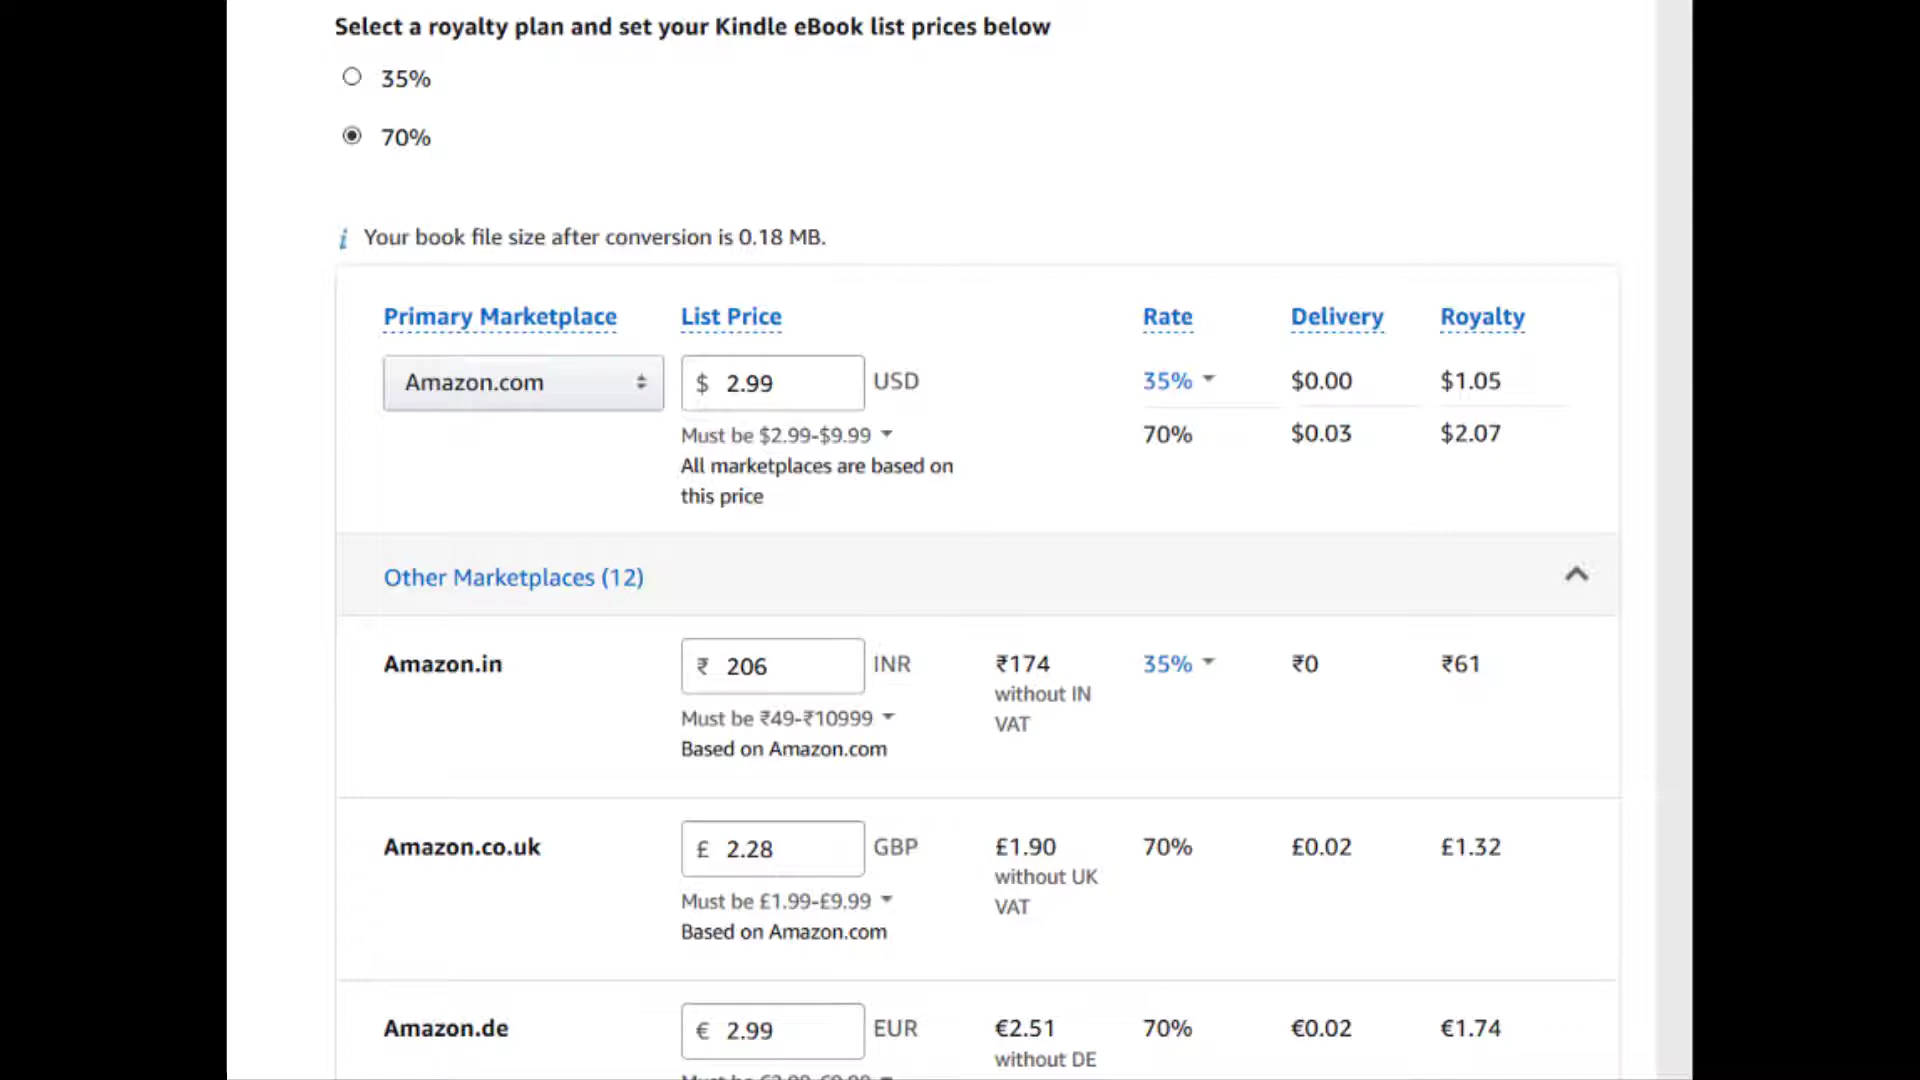 Select a royalty plan and set your Kindle eBook list prices below
35%
70%
i Your book file size after conversion is 0.18 MB.
Primary Marketplace List Price Rate Delivery Royalty
Amazon.com $ 2.99 USD 35% $0.00 $1.05
Must be $2.99-$9.99 70% $0.03 $2.07
All marketplaces are based on
this price
Other Marketplaces (12)
Amazon.in ₹ 206 INR ₹174 35% ₹0 ₹61
without IN
Must be ₹49-₹10999 VAT
Based on Amazon.com
Amazon.co.uk £ 2.28 GBP £1.90 70% £0.02 £1.32
without UK
Must be £1.99-£9.99 VAT
Based on Amazon.com
Amazon.de € 2.99 EUR €2.51 70% €0.02 €1.74
without DE